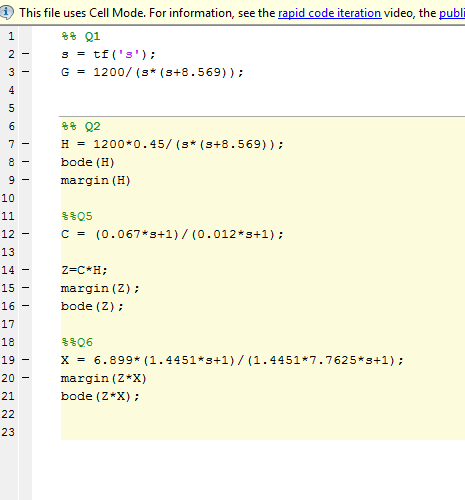 This file uses Cell Mode. For information, see the rapid code iteration video, the publi
1 %% Q1
2 – s = tf('s');
3 – G = 1200/(s*(s+8.569));
4
5
6 %% Q2
7 – H = 1200*0.45/(s*(s+8.569));
8 – bode(H)
9 – margin(H)
10
11 %%Q5
12 – C = (0.067*s+1)/(0.012*s+1);
13
14 – Z=C*H;
15 – margin(Z);
16 – bode(Z);
17
18 %%Q6
19 – X = 6.899*(1.4451*s+1)/(1.4451*7.7625*s+1);
20 – margin(Z*X)
21 – bode(Z*X);
22
23